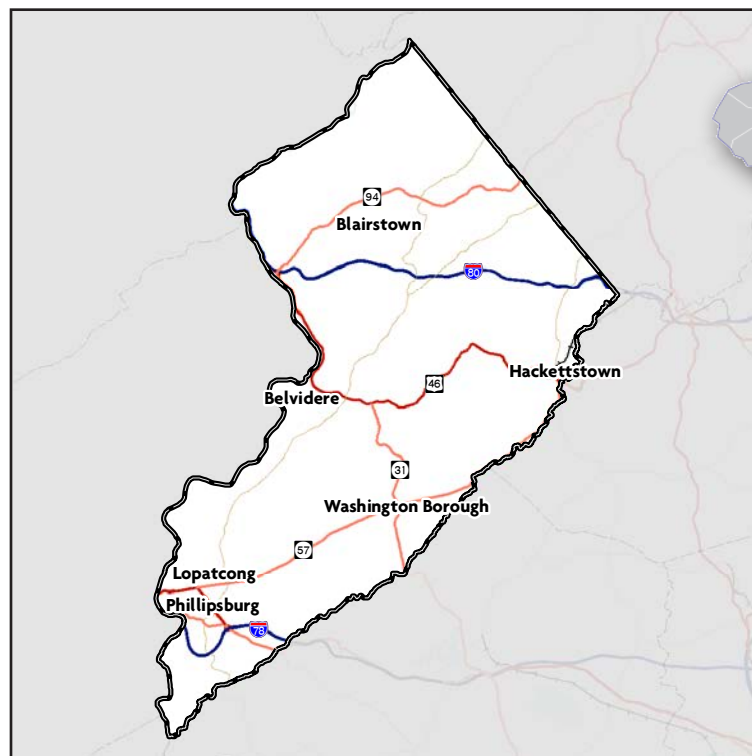 94
Blairstown
80
Hackettstown
46
Belvidere
31
Washington Borough
57
Lopatcong
Phillipsburg
78